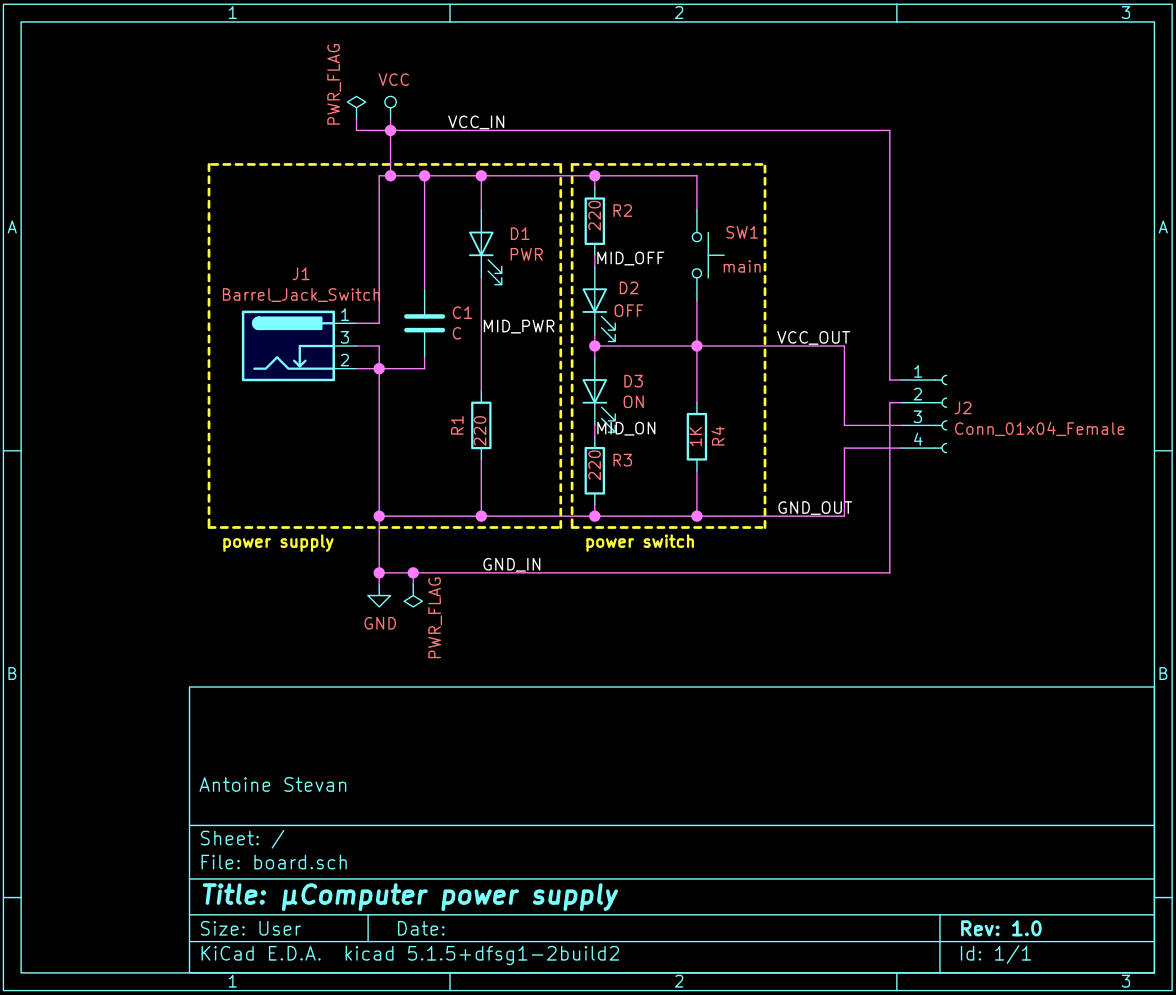 1 2 3
PWR_FLAG
VCC
VCC_IN
A
A
220 R2
MID_OFF
SW1
main
D1
PWR
J1
Barrel_Jack_Switch
D2
OFF
1
3
2
C1
C
MID_PWR
VCC_OUT
D3
ON
1
2
3
4
J2
Conn_01x04_Female
R1 220
MID_ON
1K R4
220 R3
GND_OUT
power supply
power switch
GND_IN
GND
PWR_FLAG
B
B
Antoine Stevan
Sheet: /
File: board.sch
Title: µComputer power supply
Size: User Date: Rev: 1.0
KiCad E.D.A. kicad 5.1.5+dfsg1-2build2 Id: 1/1
1 2 3